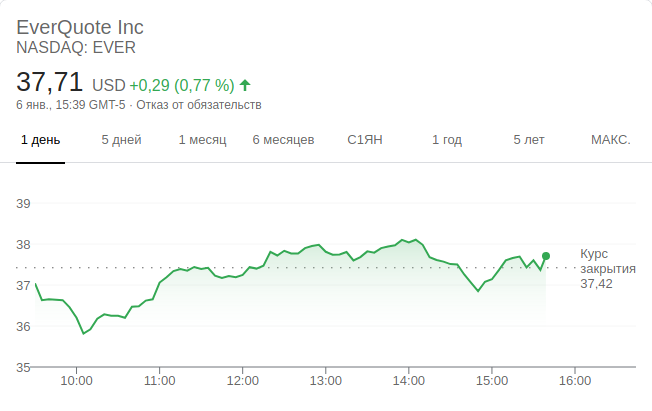 EverQuote Inc
NASDAQ: EVER
37,71 USD +0,29 (0,77 %)
6 янв., 15:39 GMT-5 · Отказ от обязательств
1 день 5 дней 1 месяц 6 месяцев С1ЯН 1 год 5 лет МАКС.
39
38
Курс
закрытия
37,42
37
36
35
10:00 11:00 12:00 13:00 14:00 15:00 16:00